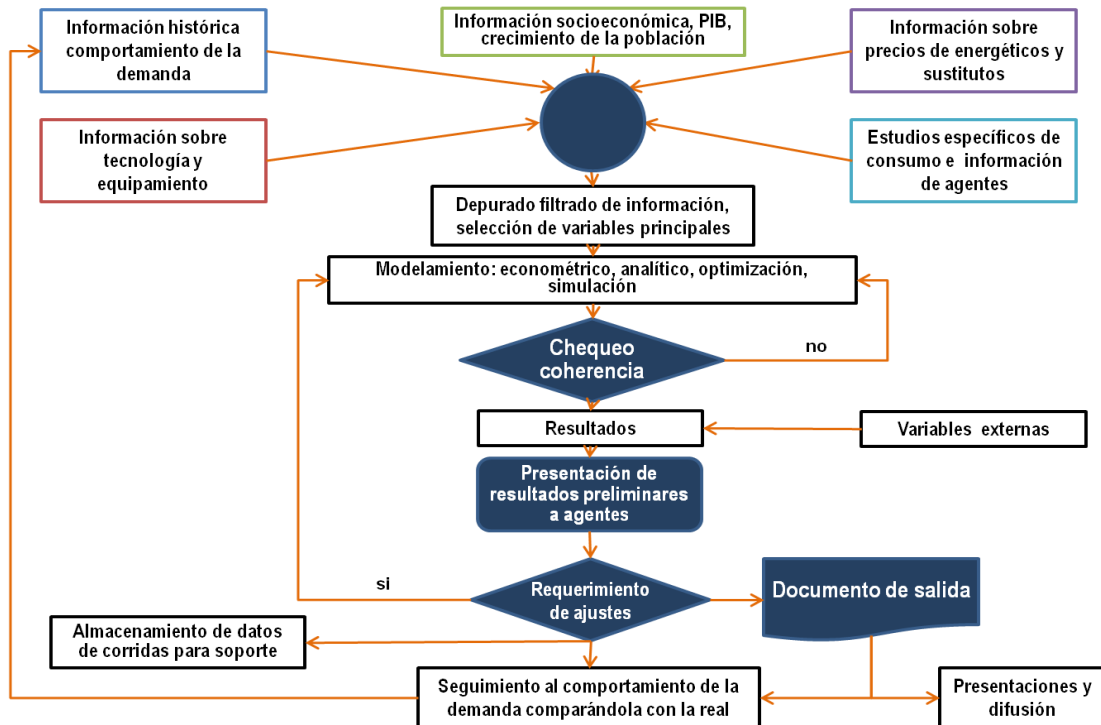 Información histórica
comportamiento de la
demanda
Información socioeconómica, PIB,
crecimiento de la población
Información sobre
precios de energéticos y
sustitutos
Información sobre
tecnología y
equipamiento
Estudios específicos de
consumo e información
de agentes
Depurado filtrado de información,
selección de variables principales
Modelamiento: econométrico, analítico, optimización,
simulación
Chequeo
coherencia
no
Resultados
Variables externas
Presentación de
resultados preliminares
a agentes
si
Requerimiento
de ajustes
Documento de salida
Almacenamiento de datos
de corridas para soporte
Seguimiento al comportamiento de la
demanda comparándola con la real
Presentaciones y
difusión